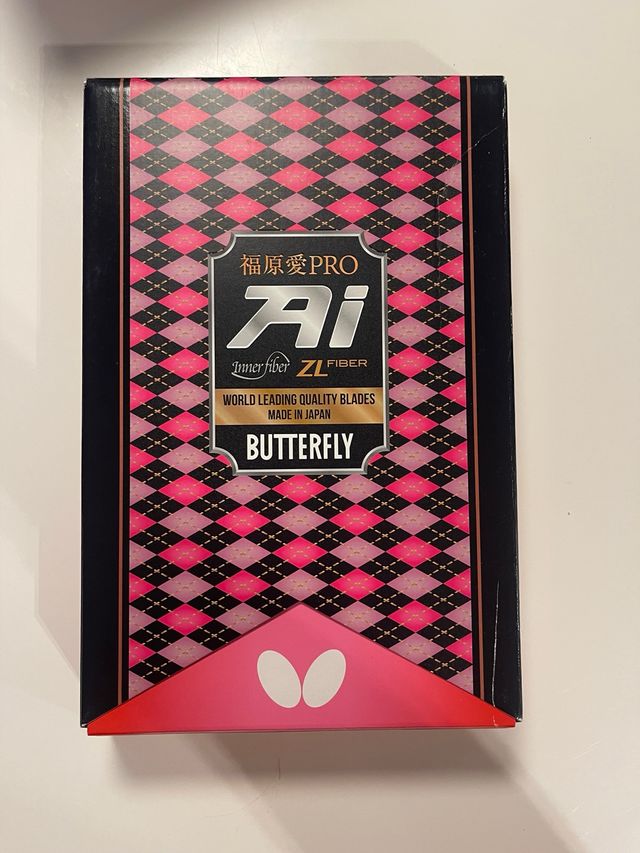 福原愛PRO
Ai
Innerfiber ZL FIBER
WORLD LEADING QUALITY BLADES
MADE IN JAPAN
BUTTERFLY